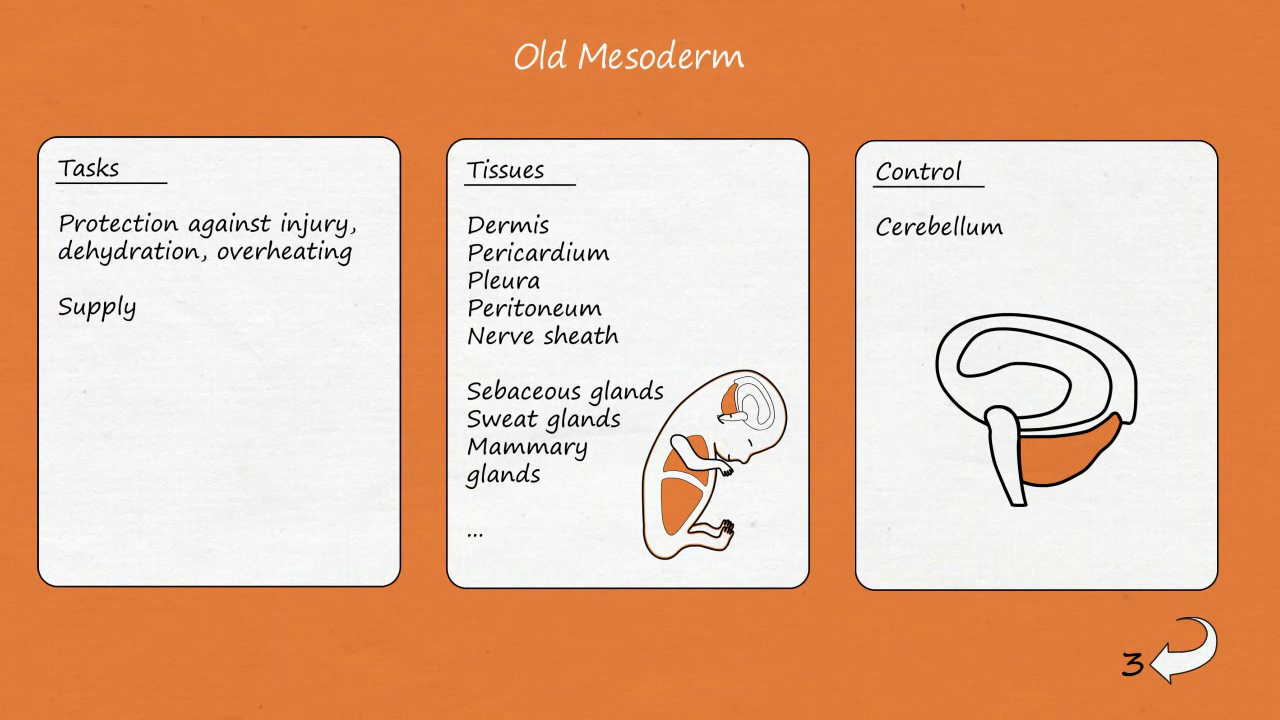 Old Mesoderm
Tasks
Protection against injury,
dehydration, overheating
Supply
Tissues
Dermis
Pericardium
Pleura
Peritoneum
Nerve sheath
Sebaceous glands
Sweat glands
Mammary
glands
...
Control
Cerebellum
3